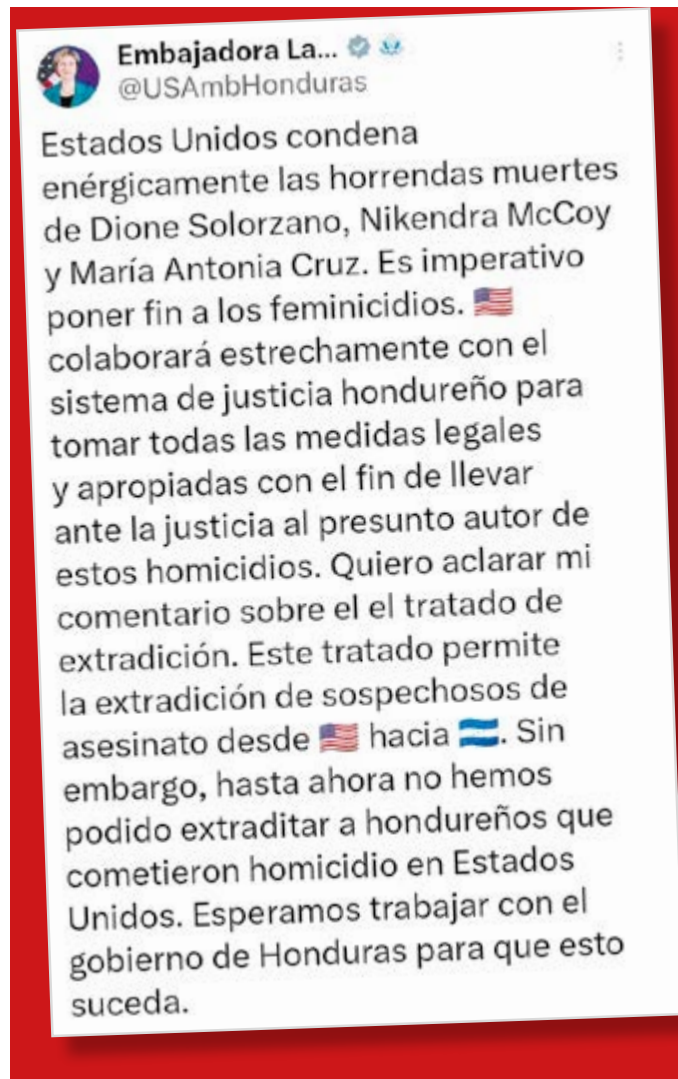 Embajadora La...
@USAmbHonduras
Estados Unidos condena
enérgicamente las horrendas muertes
de Dione Solorzano, Nikendra McCoy
y María Antonia Cruz. Es imperativo
poner fin a los feminicidios. 🇺🇸
colaborará estrechamente con el
sistema de justicia hondureño para
tomar todas las medidas legales
y apropiadas con el fin de llevar
ante la justicia al presunto autor de
estos homicidios. Quiero aclarar mi
comentario sobre el el tratado de
extradición. Este tratado permite
la extradición de sospechosos de
asesinato desde 🇺🇸 hacia 🇭🇳. Sin
embargo, hasta ahora no hemos
podido extraditar a hondureños que
cometieron homicidio en Estados
Unidos. Esperamos trabajar con el
gobierno de Honduras para que esto
suceda.